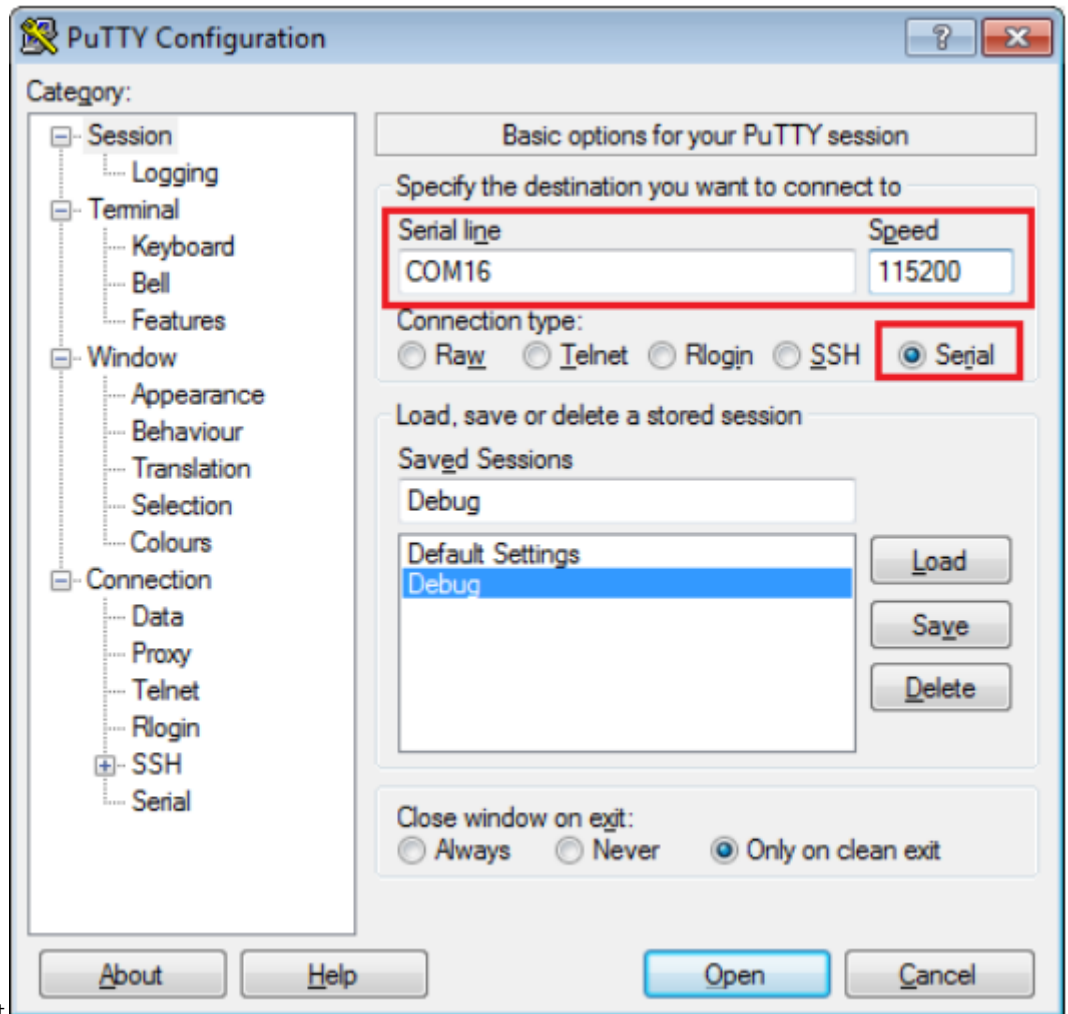 PuTTY Configuration
Category:
Session
Logging
Terminal
Keyboard
Bell
Features
Window
Appearance
Behaviour
Translation
Selection
Colours
Connection
Data
Proxy
Telnet
Rlogin
SSH
Serial
Basic options for your PuTTY session
Specify the destination you want to connect to
Serial line Speed
COM16 115200
Connection type:
Raw Telnet Rlogin SSH Serial
Load, save or delete a stored session
Saved Sessions
Debug
Default Settings
Debug
Load
Save
Delete
Close window on exit:
Always Never Only on clean exit
About Help Open Cancel